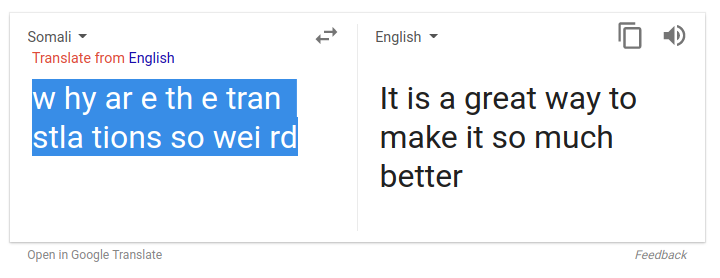 Somali English
Translate from English
w hy ar e th e tran
stla tions so wei rd
It is a great way to
make it so much
better
Open in Google Translate Feedback